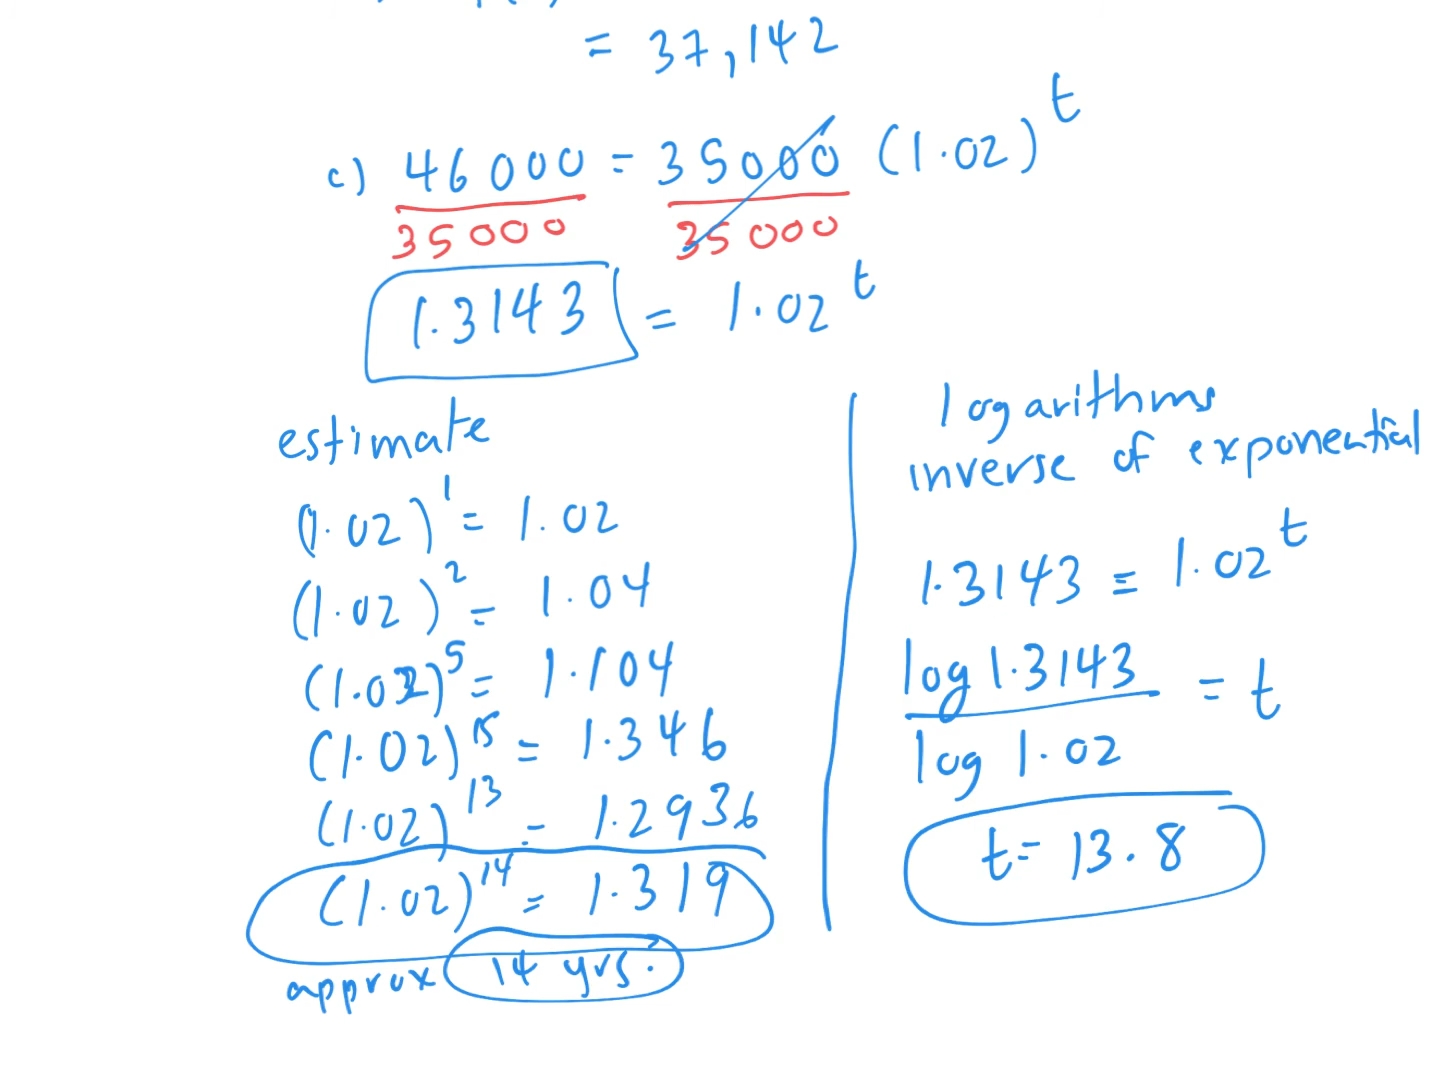 = 37,142
c) 46000 = 35000 (1.02)^t
35000 35000
1.3143 = 1.02^t
estimate
(1.02)^1 = 1.02
(1.02)^2 = 1.04
(1.02)^5 = 1.104
(1.02)^15 = 1.346
(1.02)^13 = 1.2936
(1.02)^14 = 1.319
approx 14 yrs.
logarithms
inverse of exponential
1.3143 = 1.02^t
log 1.3143 = t
log 1.02
t = 13.8